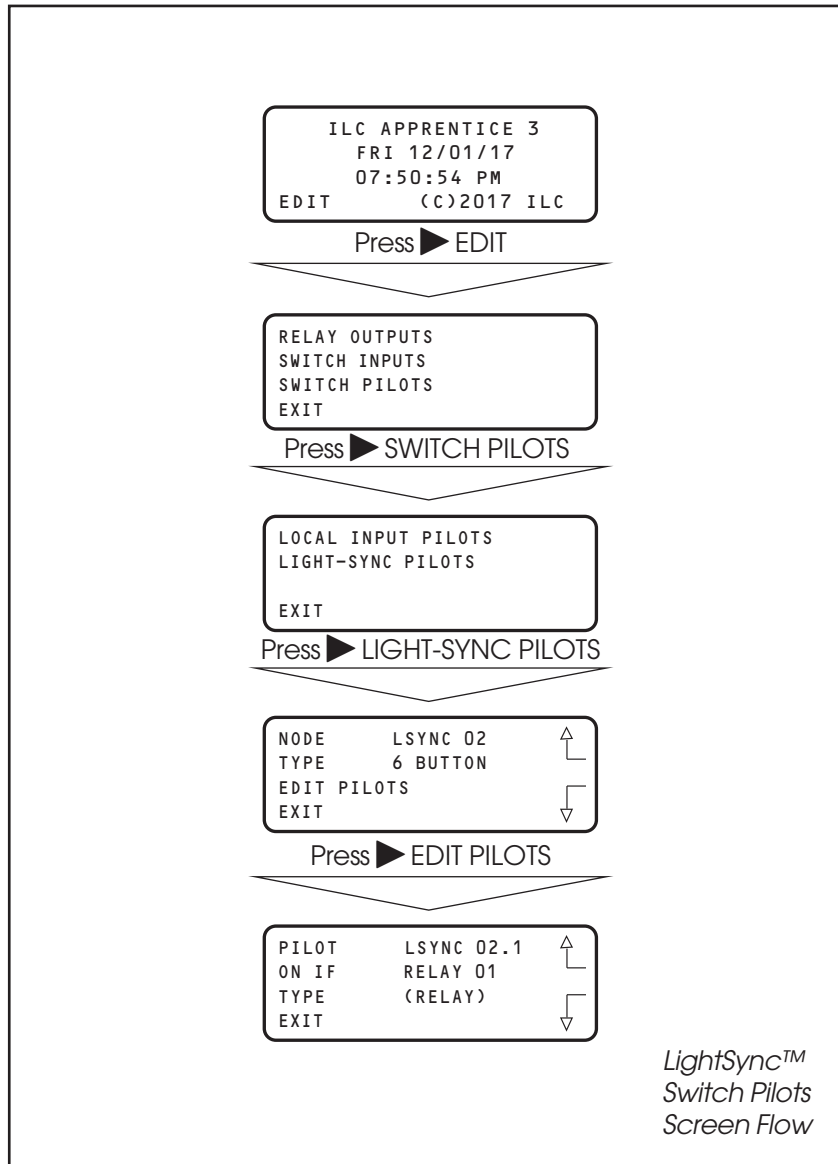 ILC APPRENTICE 3
FRI 12/01/17
07:50:54 PM
EDIT (C)2017 ILC
Press ▶ EDIT
RELAY OUTPUTS
SWITCH INPUTS
SWITCH PILOTS
EXIT
Press ▶ SWITCH PILOTS
LOCAL INPUT PILOTS
LIGHT-SYNC PILOTS
EXIT
Press ▶ LIGHT-SYNC PILOTS
NODE LSYNC 02
TYPE 6 BUTTON
EDIT PILOTS
EXIT
Press ▶ EDIT PILOTS
PILOT LSYNC 02.1
ON IF RELAY 01
TYPE (RELAY)
EXIT
LightSync™
Switch Pilots
Screen Flow